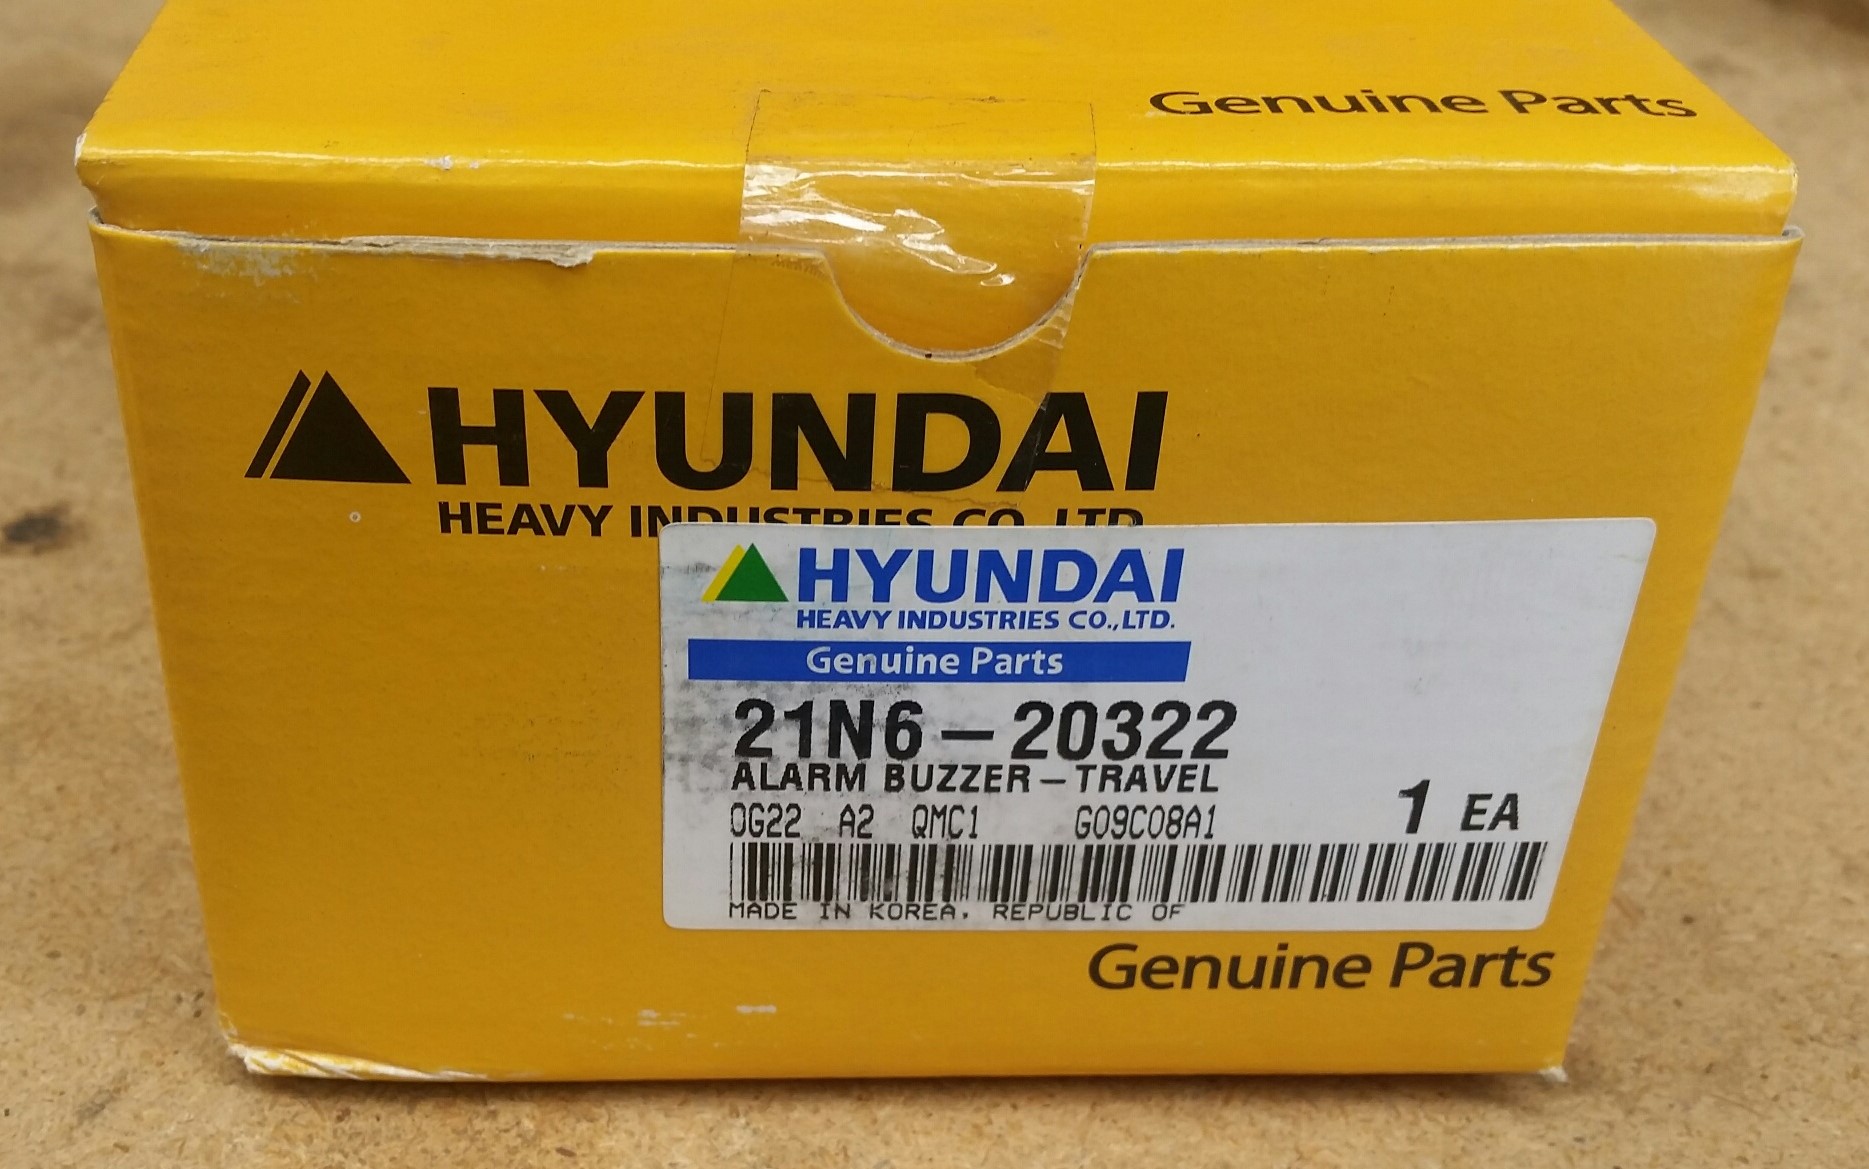 Genuine Parts
HYUNDAI
HEAVY INDUSTRIES CO. LTD.
HYUNDAI
HEAVY INDUSTRIES CO.,LTD.
Genuine Parts
21N6-20322
ALARM BUZZER-TRAVEL
0G22 A2 QMC1 G09C08A1
1 EA
MADE IN KOREA, REPUBLIC OF
Genuine Parts